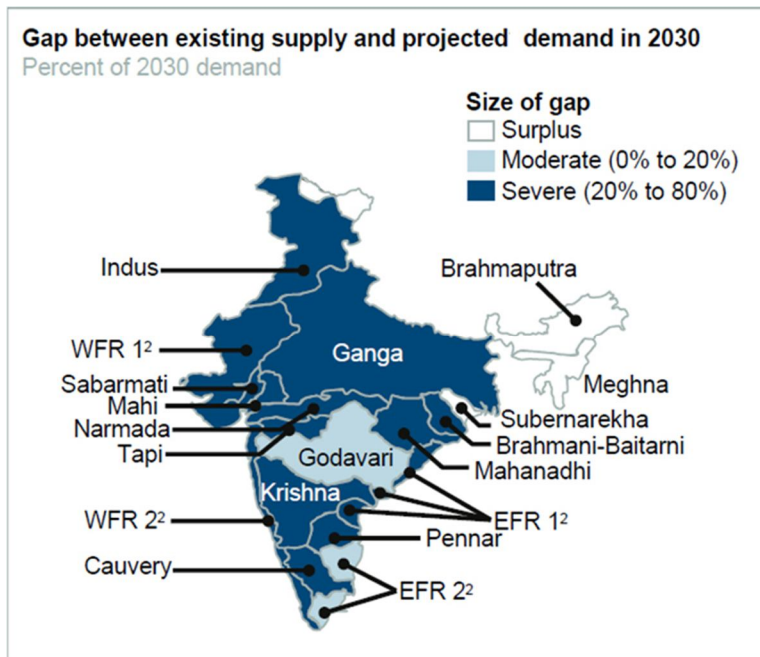 Gap between existing supply and projected demand in 2030
Percent of 2030 demand
Size of gap
Surplus
Moderate (0% to 20%)
Severe (20% to 80%)
Indus
Brahmaputra
WFR 1²
Ganga
Sabarmati
Meghna
Mahi
Subernarekha
Narmada
Brahmani-Baitarni
Tapi
Godavari
Mahanadhi
Krishna
WFR 2²
EFR 1²
Pennar
Cauvery
EFR 2²